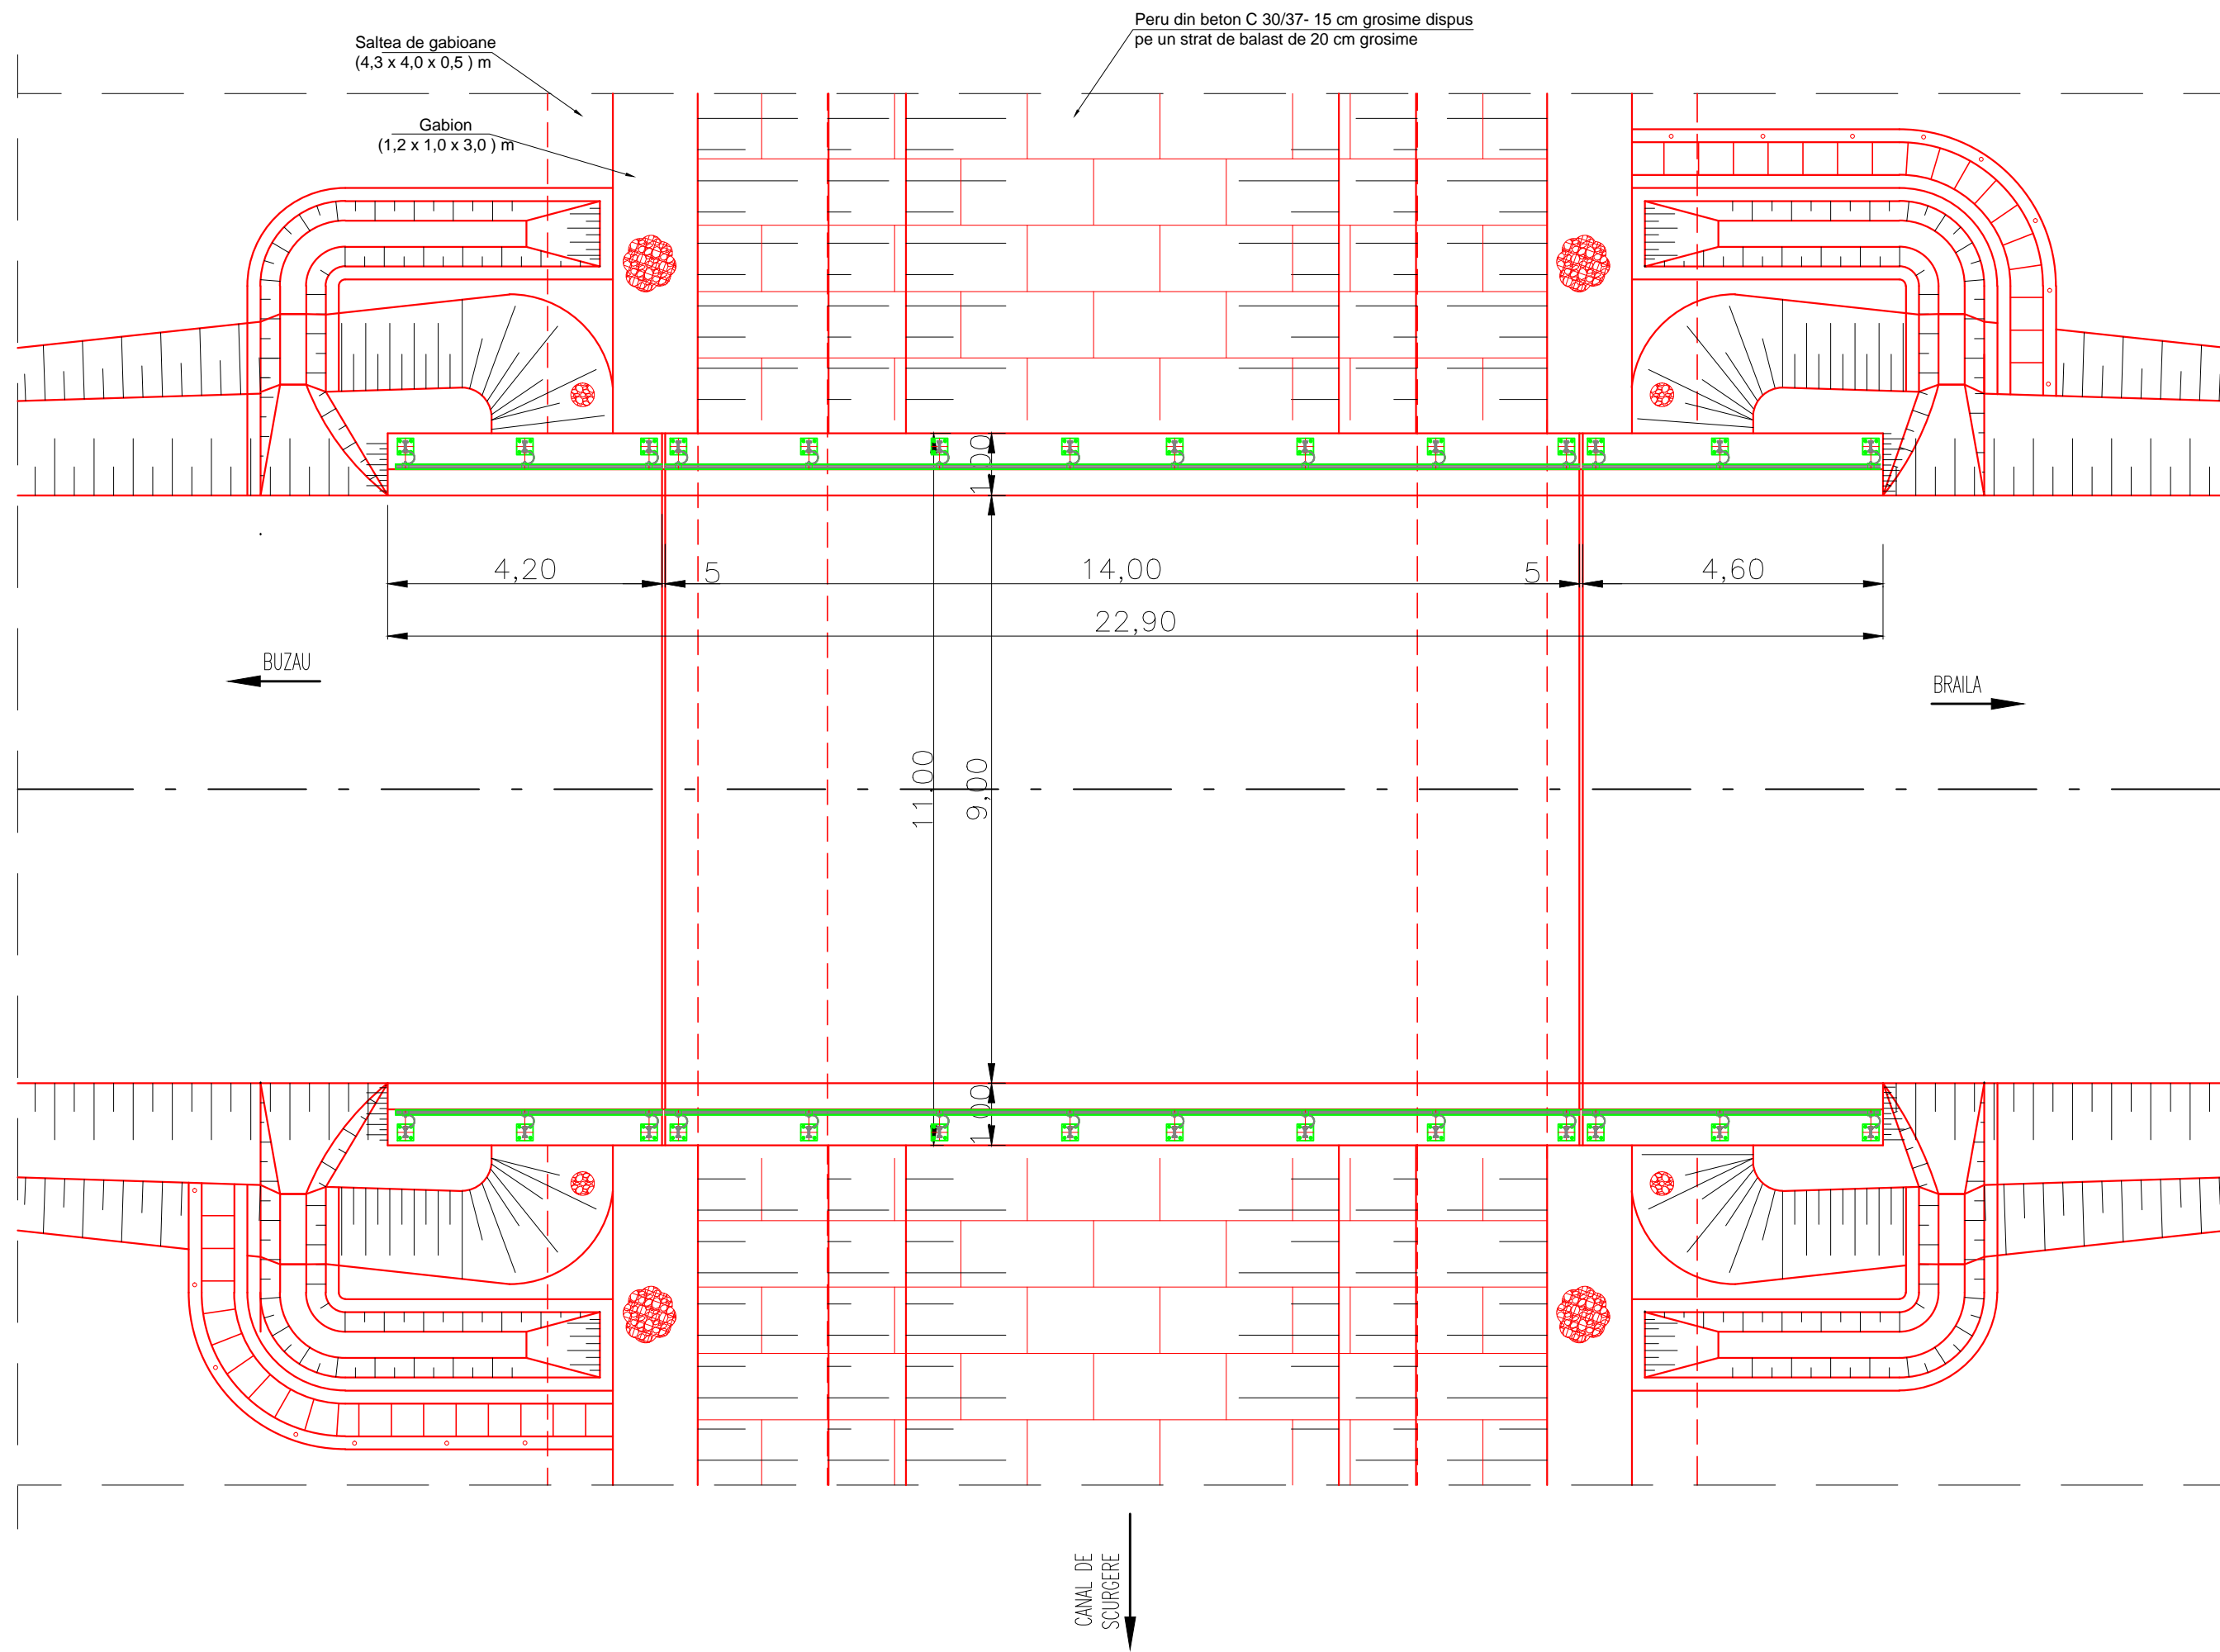 Peru din beton C 30/37- 15 cm grosime dispus
pe un strat de balast de 20 cm grosime
Saltea de gabioane
(4,3 x 4,0 x 0,5 ) m
Gabion
(1,2 x 1,0 x 3,0 ) m
1,00
4,20
5
14,00
5
4,60
22,90
BUZAU
BRAILA
11,00
9,00
1,00
CANAL DE
SCURGERE